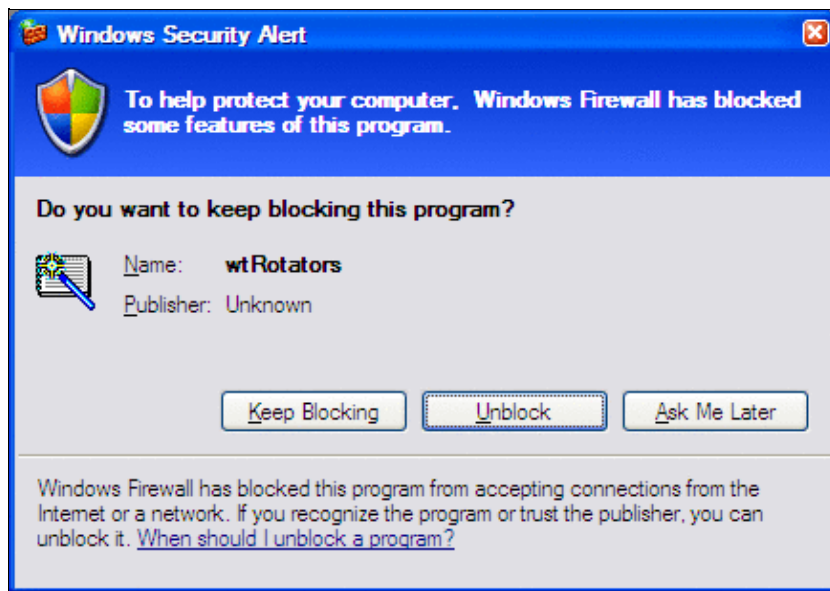 Windows Security Alert
To help protect your computer, Windows Firewall has blocked
some features of this program.
Do you want to keep blocking this program?
Name: wtRotators
Publisher: Unknown
Keep Blocking Unblock Ask Me Later
Windows Firewall has blocked this program from accepting connections from the
Internet or a network. If you recognize the program or trust the publisher, you can
unblock it. When should I unblock a program?